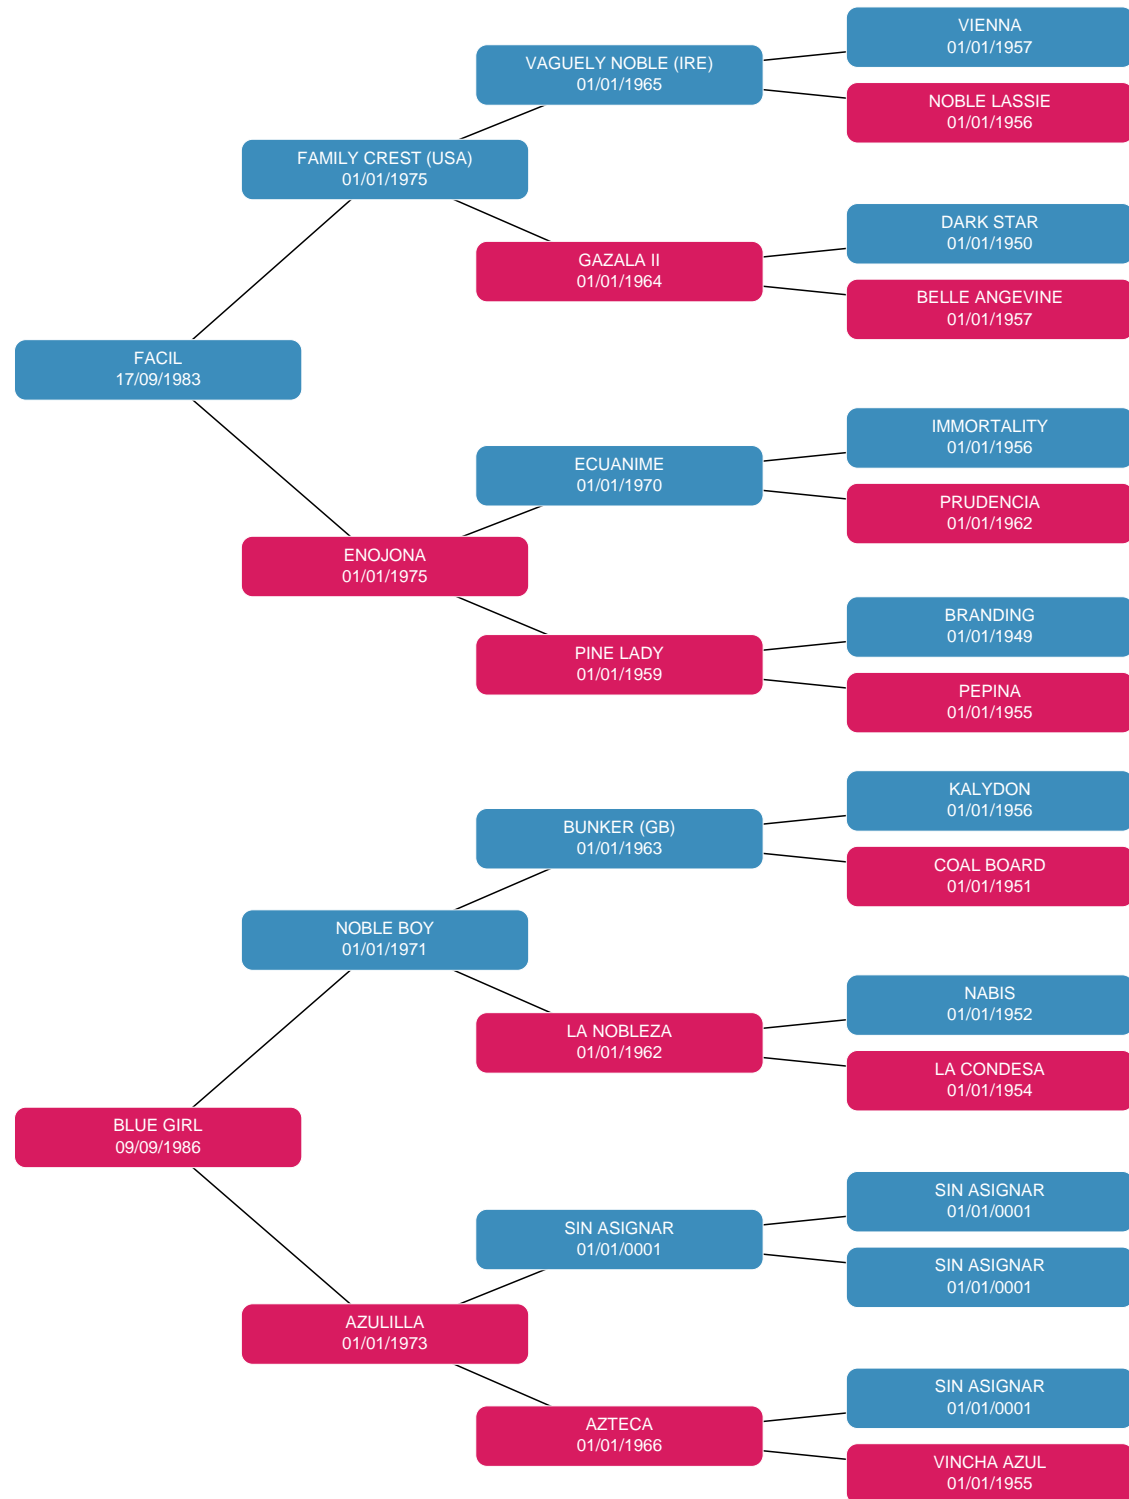 VIENNA
01/01/1957
VAGUELY NOBLE (IRE)
01/01/1965
NOBLE LASSIE
01/01/1956
FAMILY CREST (USA)
01/01/1975
DARK STAR
01/01/1950
GAZALA II
01/01/1964
BELLE ANGEVINE
01/01/1957
FACIL
17/09/1983
IMMORTALITY
01/01/1956
ECUANIME
01/01/1970
PRUDENCIA
01/01/1962
ENOJONA
01/01/1975
BRANDING
01/01/1949
PINE LADY
01/01/1959
PEPINA
01/01/1955
KALYDON
01/01/1956
BUNKER (GB)
01/01/1963
COAL BOARD
01/01/1951
NOBLE BOY
01/01/1971
NABIS
01/01/1952
LA NOBLEZA
01/01/1962
LA CONDESA
01/01/1954
BLUE GIRL
09/09/1986
SIN ASIGNAR
01/01/0001
SIN ASIGNAR
01/01/0001
SIN ASIGNAR
01/01/0001
AZULILLA
01/01/1973
SIN ASIGNAR
01/01/0001
AZTECA
01/01/1966
VINCHA AZUL
01/01/1955